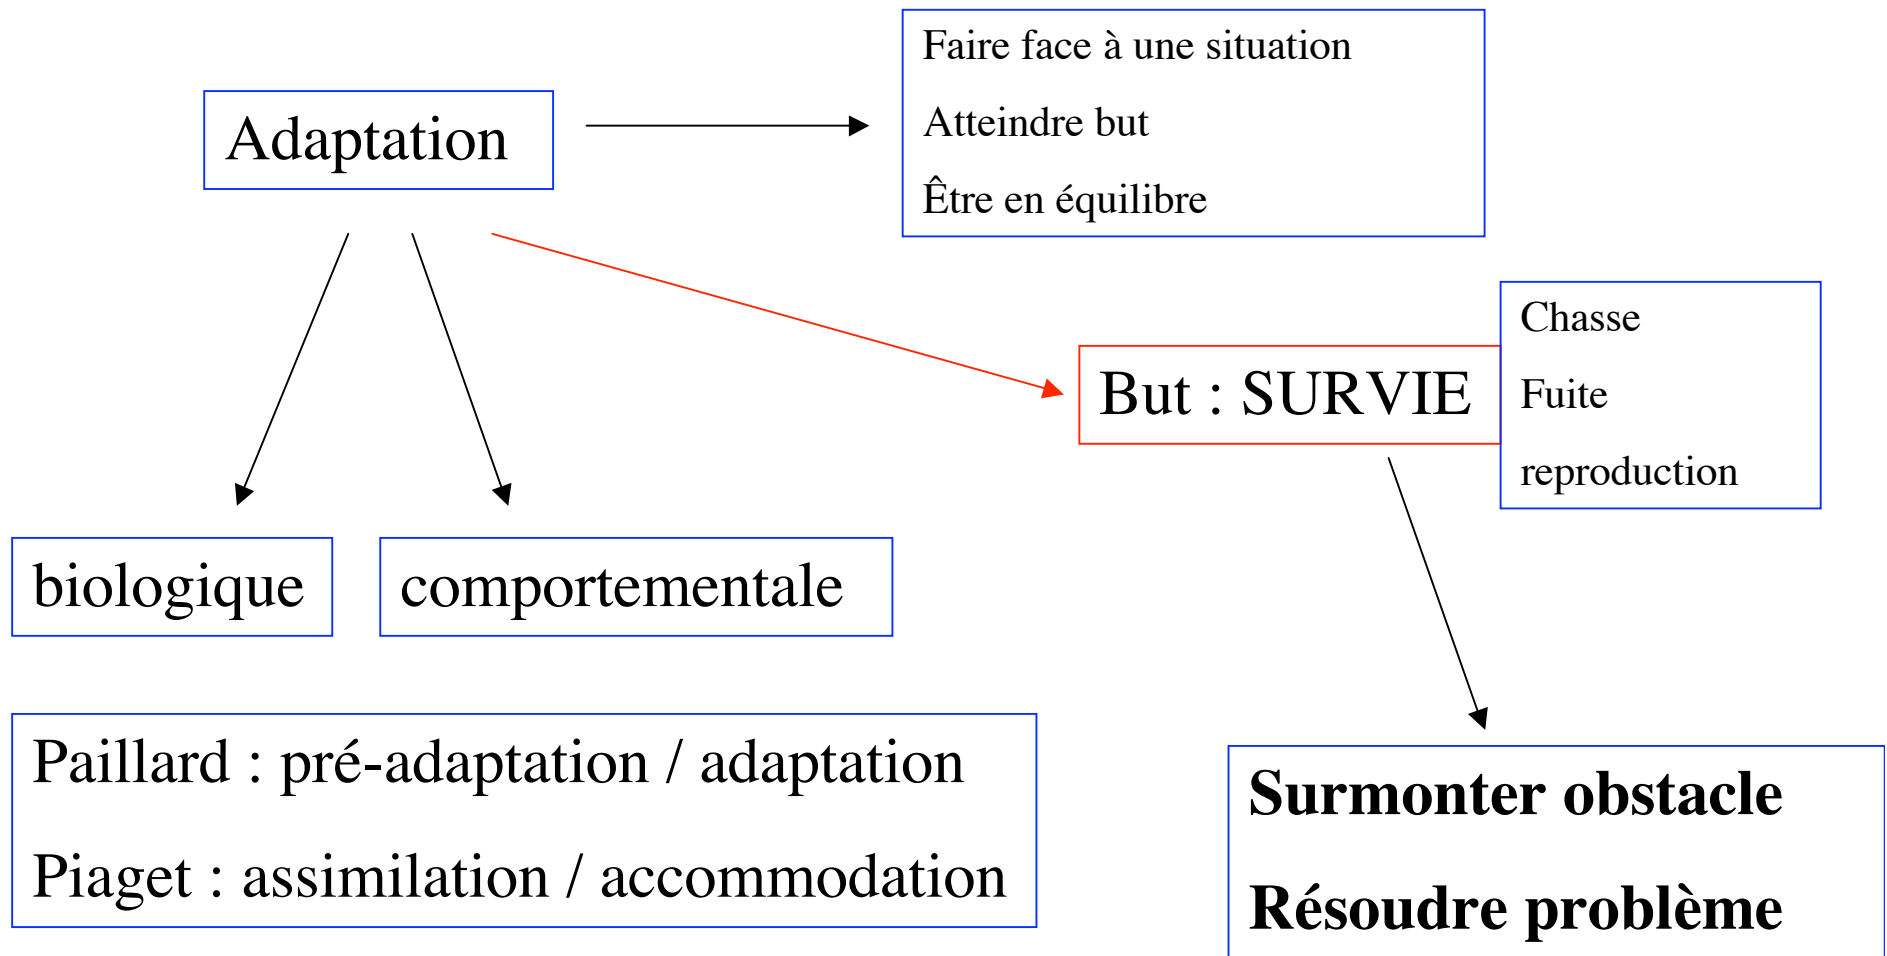 Adaptation
Faire face à une situation
Atteindre but
Être en équilibre
But : SURVIE
Chasse
Fuite
reproduction
biologique
comportementale
Paillard : pré-adaptation / adaptation
Piaget : assimilation / accommodation
Surmonter obstacle
Résoudre problème